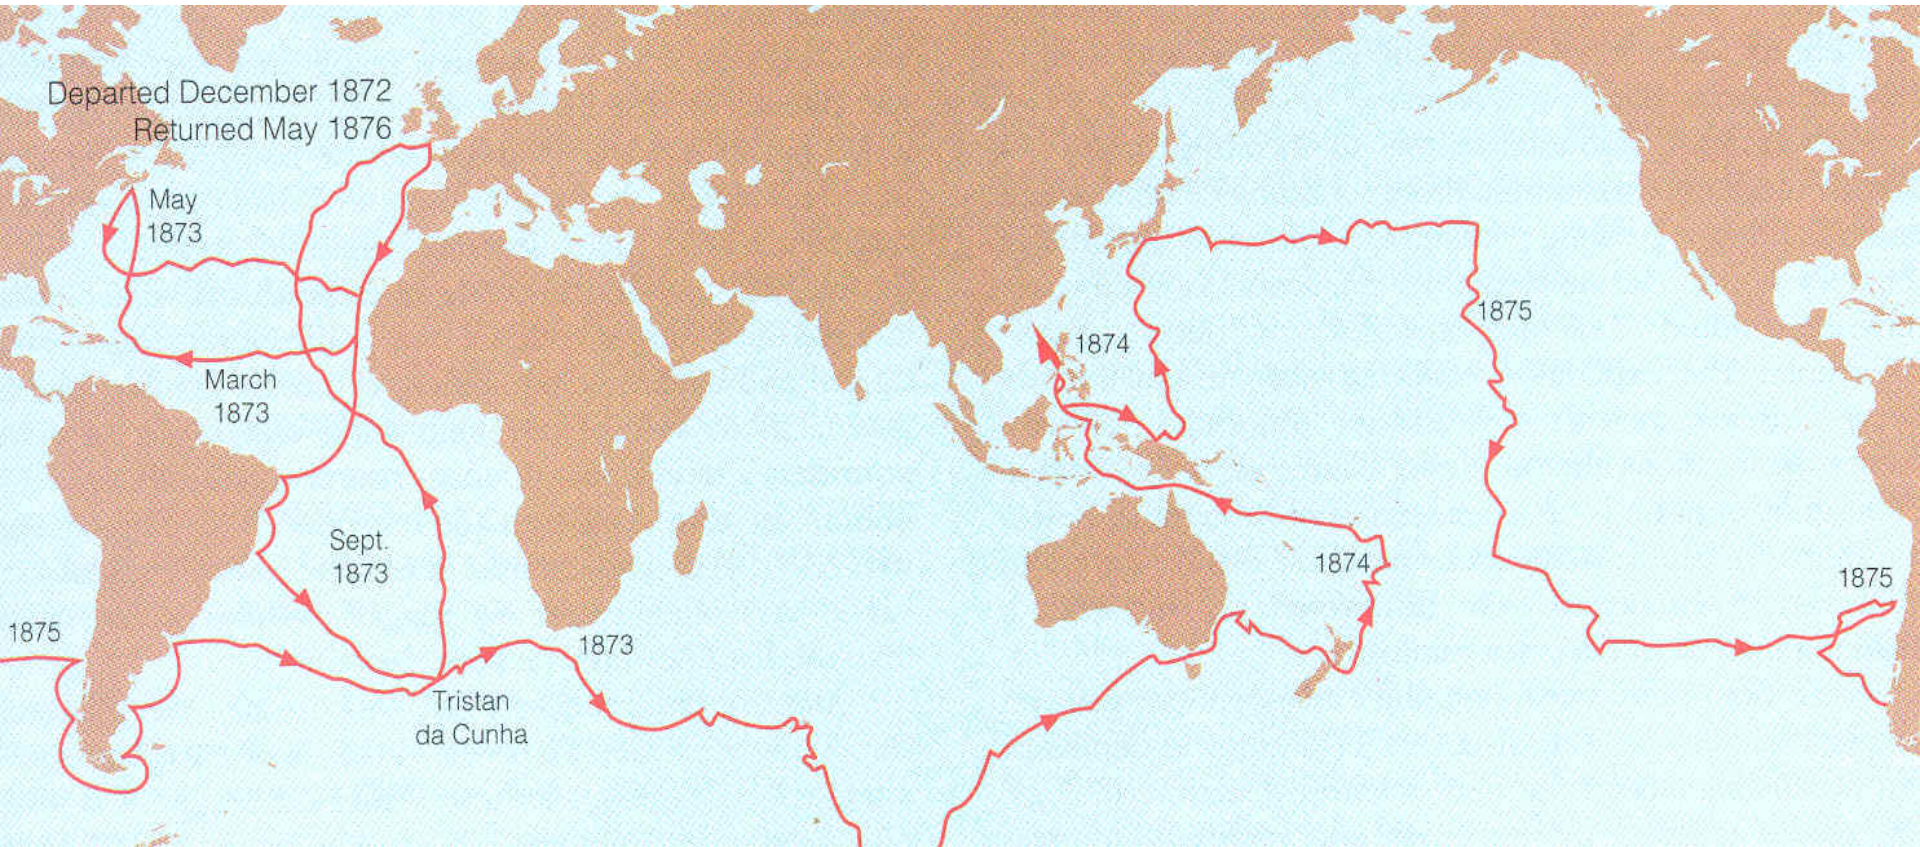 Departed December 1872
Returned May 1876
May
1873
March
1873
Sept.
1873
1875
Tristan
da Cunha
1873
1874
1874
1875
1875